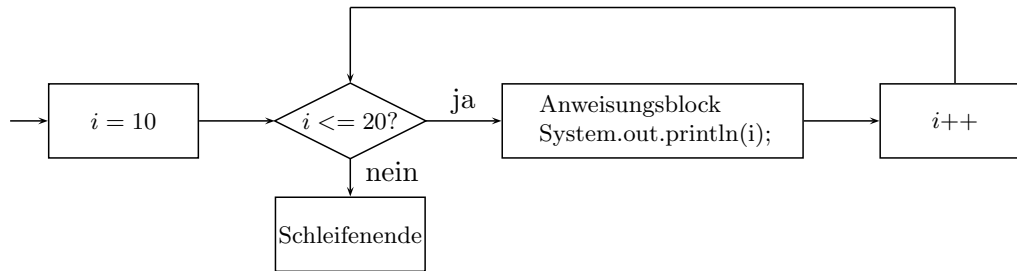 i = 10
i <= 20?
ja
Anweisungsblock
System.out.println(i);
i++
nein
Schleifenende